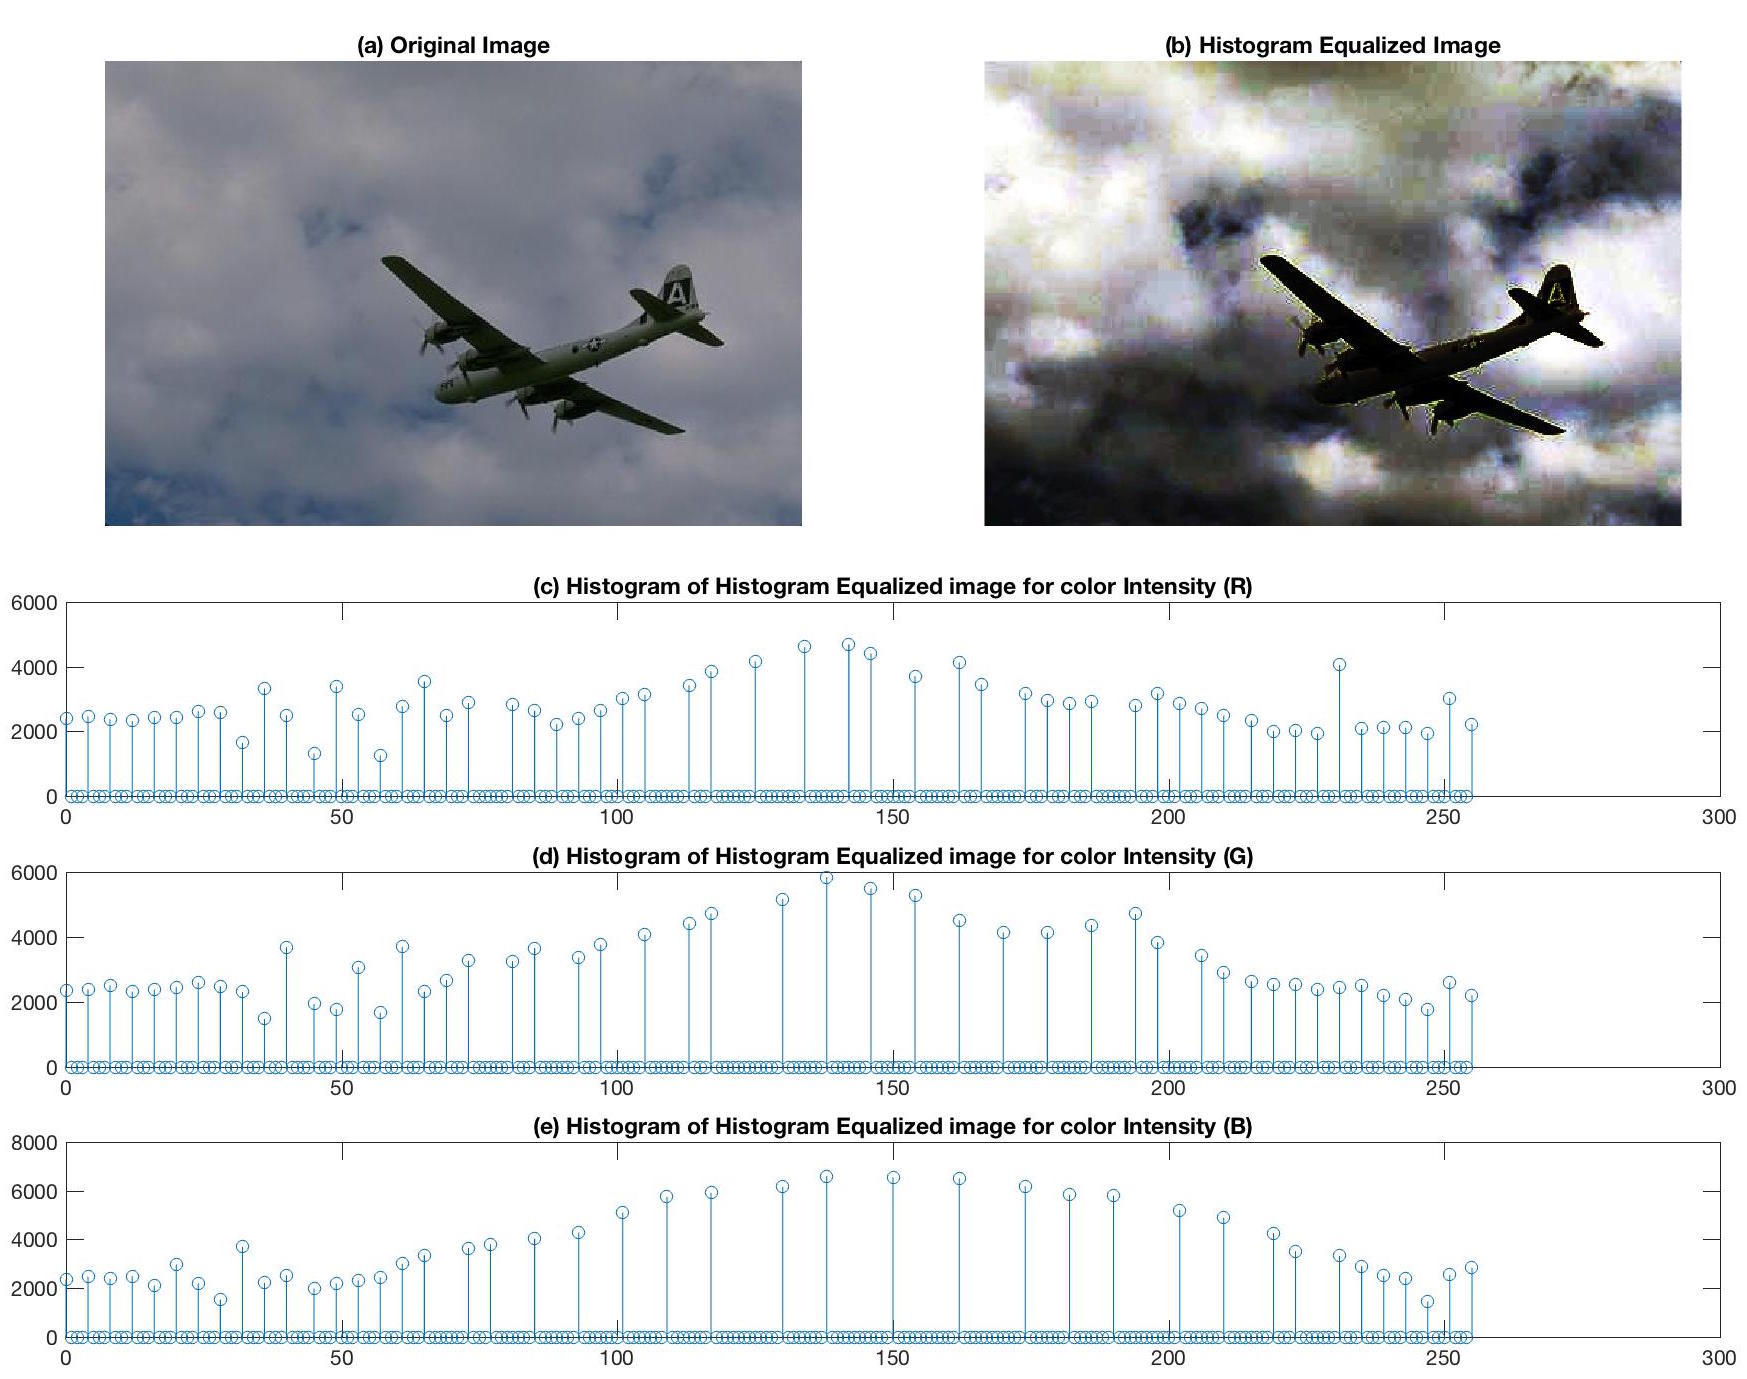 (a) Original Image
(b) Histogram Equalized Image
A
A
(c) Histogram of Histogram Equalized image for color Intensity (R)
6000
4000
2000
0
0 50 100 150 200 250 300
(d) Histogram of Histogram Equalized image for color Intensity (G)
6000
4000
2000
0
0 50 100 150 200 250 300
(e) Histogram of Histogram Equalized image for color Intensity (B)
8000
6000
4000
2000
0
0 50 100 150 200 250 300